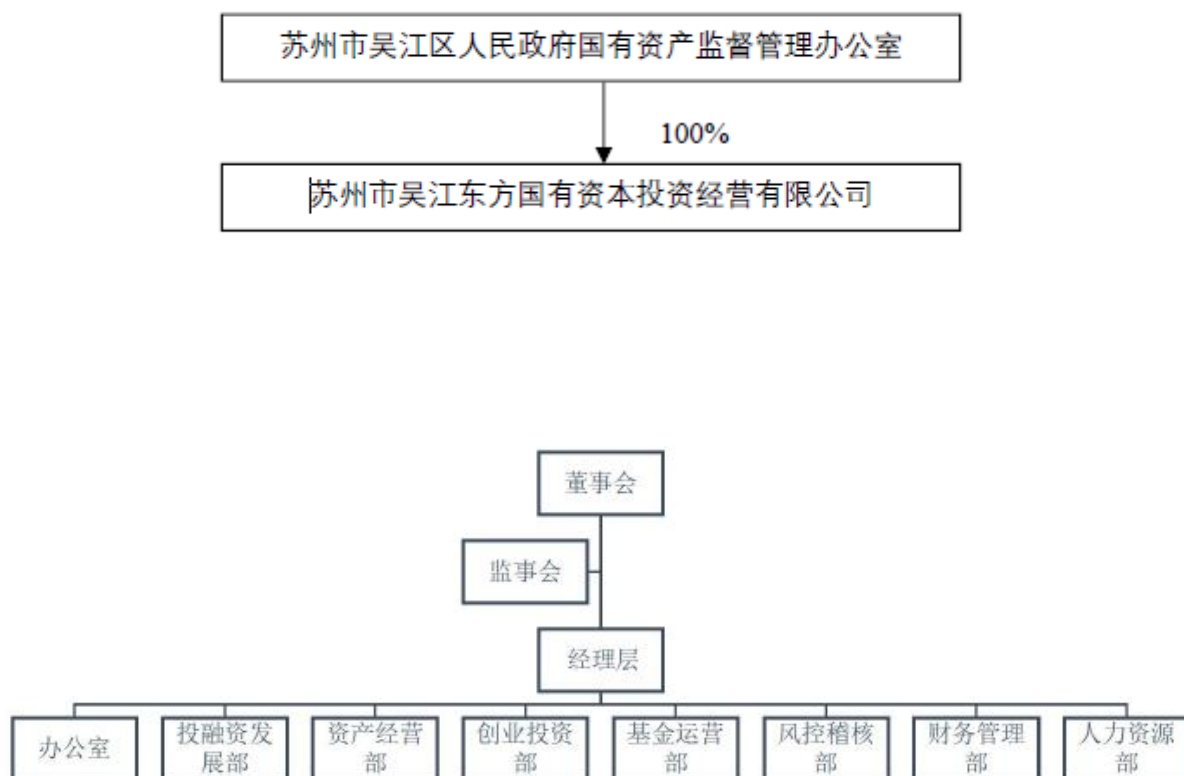 苏州市吴江区人民政府国有资产监督管理办公室
100%
苏州市吴江东方国有资本投资经营有限公司
董事会
监事会
经理层
办公室
投融资发
展部
资产经营
部
创业投资
部
基金运营
部
风控稽核
部
财务管理
部
人力资源
部